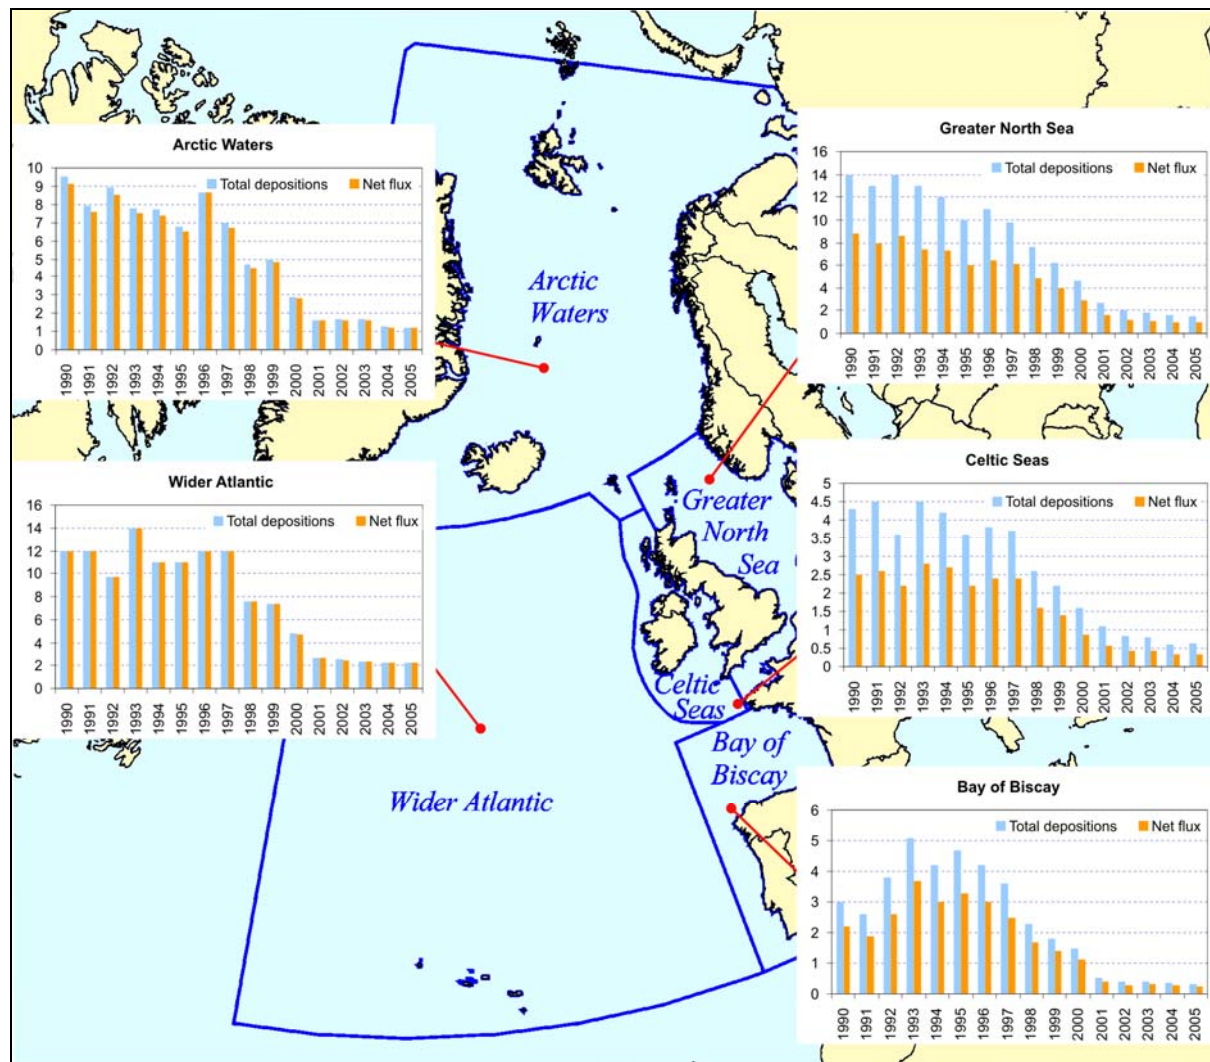 Arctic Waters
10
9
8
7
6
5
4
3
2
1
0
Total depositions Net flux
1990 1991 1992 1993 1994 1995 1996 1997 1998 1999 2000 2001 2002 2003 2004 2005
Greater North Sea
16
14
12
10
8
6
4
2
0
Total depositions Net flux
1990 1991 1992 1993 1994 1995 1996 1997 1998 1999 2000 2001 2002 2003 2004 2005
Arctic
Waters
Wider Atlantic
16
14
12
10
8
6
4
2
0
Total depositions Net flux
1990 1991 1992 1993 1994 1995 1996 1997 1998 1999 2000 2001 2002 2003 2004 2005
Greater
North
Sea
Celtic Seas
5
4.5
4
3.5
3
2.5
2
1.5
1
0.5
0
Total depositions Net flux
1990 1991 1992 1993 1994 1995 1996 1997 1998 1999 2000 2001 2002 2003 2004 2005
Celtic
Seas
Bay of
Biscay
Wider Atlantic
Bay of Biscay
6
5
4
3
2
1
0
Total depositions Net flux
1990 1991 1992 1993 1994 1995 1996 1997 1998 1999 2000 2001 2002 2003 2004 2005